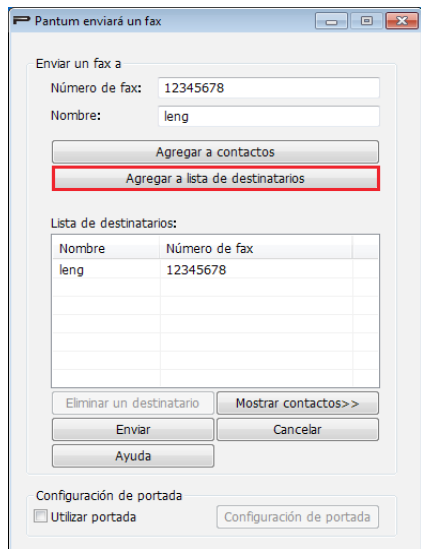 Pantum enviará un fax
Enviar un fax a
Número de fax: 12345678
Nombre: leng
Agregar a contactos
Agregar a lista de destinatarios
Lista de destinatarios:
Nombre Número de fax
leng 12345678
Eliminar un destinatario Mostrar contactos>>
Enviar Cancelar
Ayuda
Configuración de portada
Utilizar portada Configuración de portada